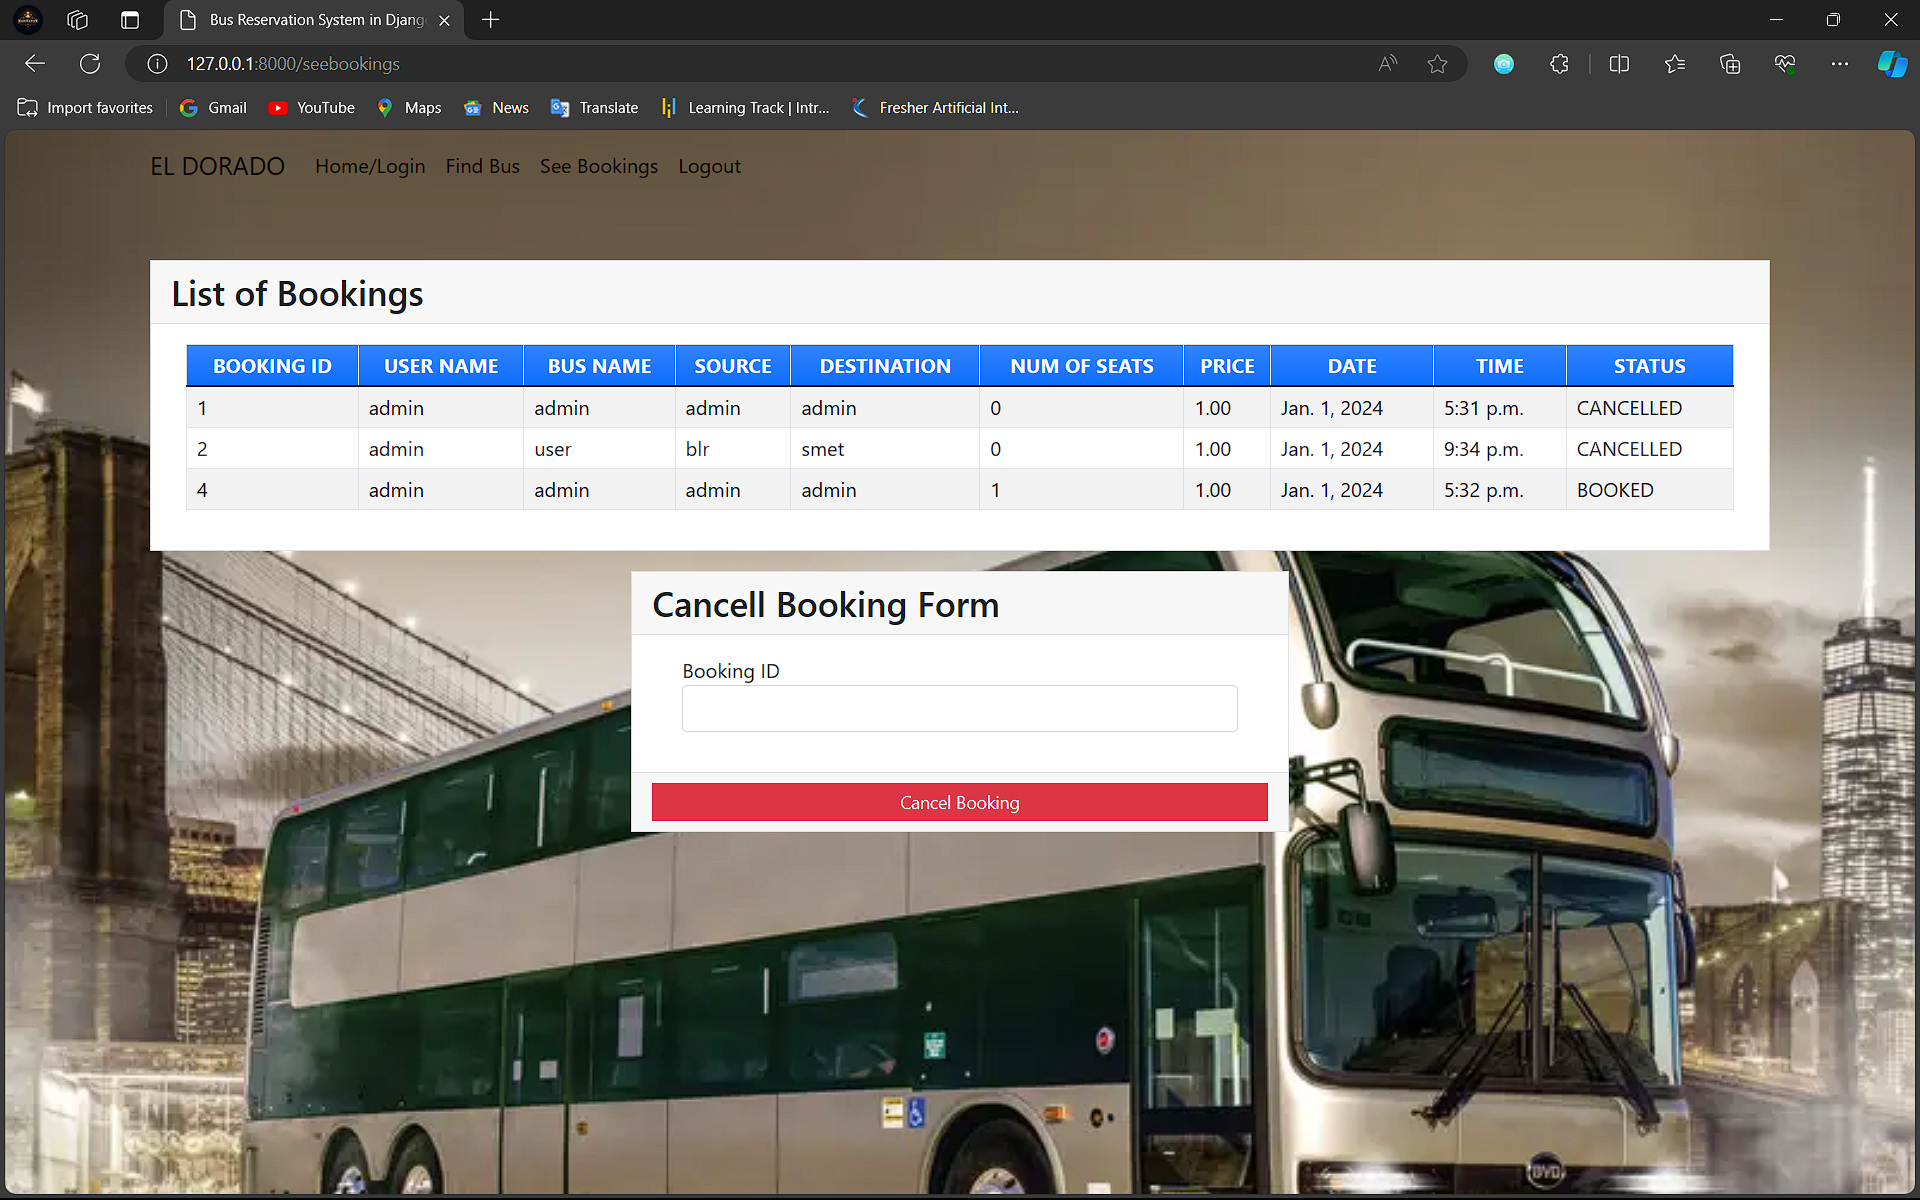 Bus Reservation System in Djang
127.0.0.1:8000/seebookings
Import favorites Gmail YouTube Maps News Translate Learning Track | Intr... Fresher Artificial Int...
EL DORADO Home/Login Find Bus See Bookings Logout
List of Bookings
BOOKING ID USER NAME BUS NAME SOURCE DESTINATION NUM OF SEATS PRICE DATE TIME STATUS
1 admin admin admin admin 0 1.00 Jan. 1, 2024 5:31 p.m. CANCELLED
2 admin user blr smet 0 1.00 Jan. 1, 2024 9:34 p.m. CANCELLED
4 admin admin admin admin 1 1.00 Jan. 1, 2024 5:32 p.m. BOOKED
Cancell Booking Form
Booking ID
Cancel Booking
BYD